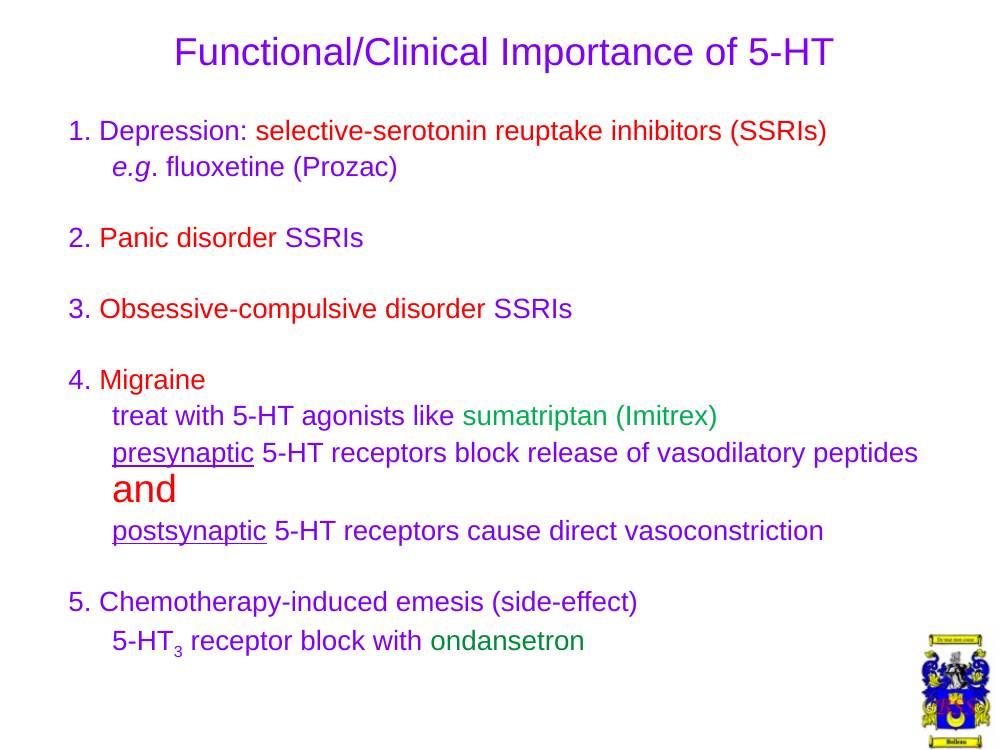 Functional/Clinical Importance of 5-HT
1. Depression: selective-serotonin reuptake inhibitors (SSRIs)
e.g. fluoxetine (Prozac)
2. Panic disorder SSRIs
3. Obsessive-compulsive disorder SSRIs
4. Migraine
treat with 5-HT agonists like sumatriptan (Imitrex)
presynaptic 5-HT receptors block release of vasodilatory peptides
and
postsynaptic 5-HT receptors cause direct vasoconstriction
5. Chemotherapy-induced emesis (side-effect)
5-HT3 receptor block with ondansetron